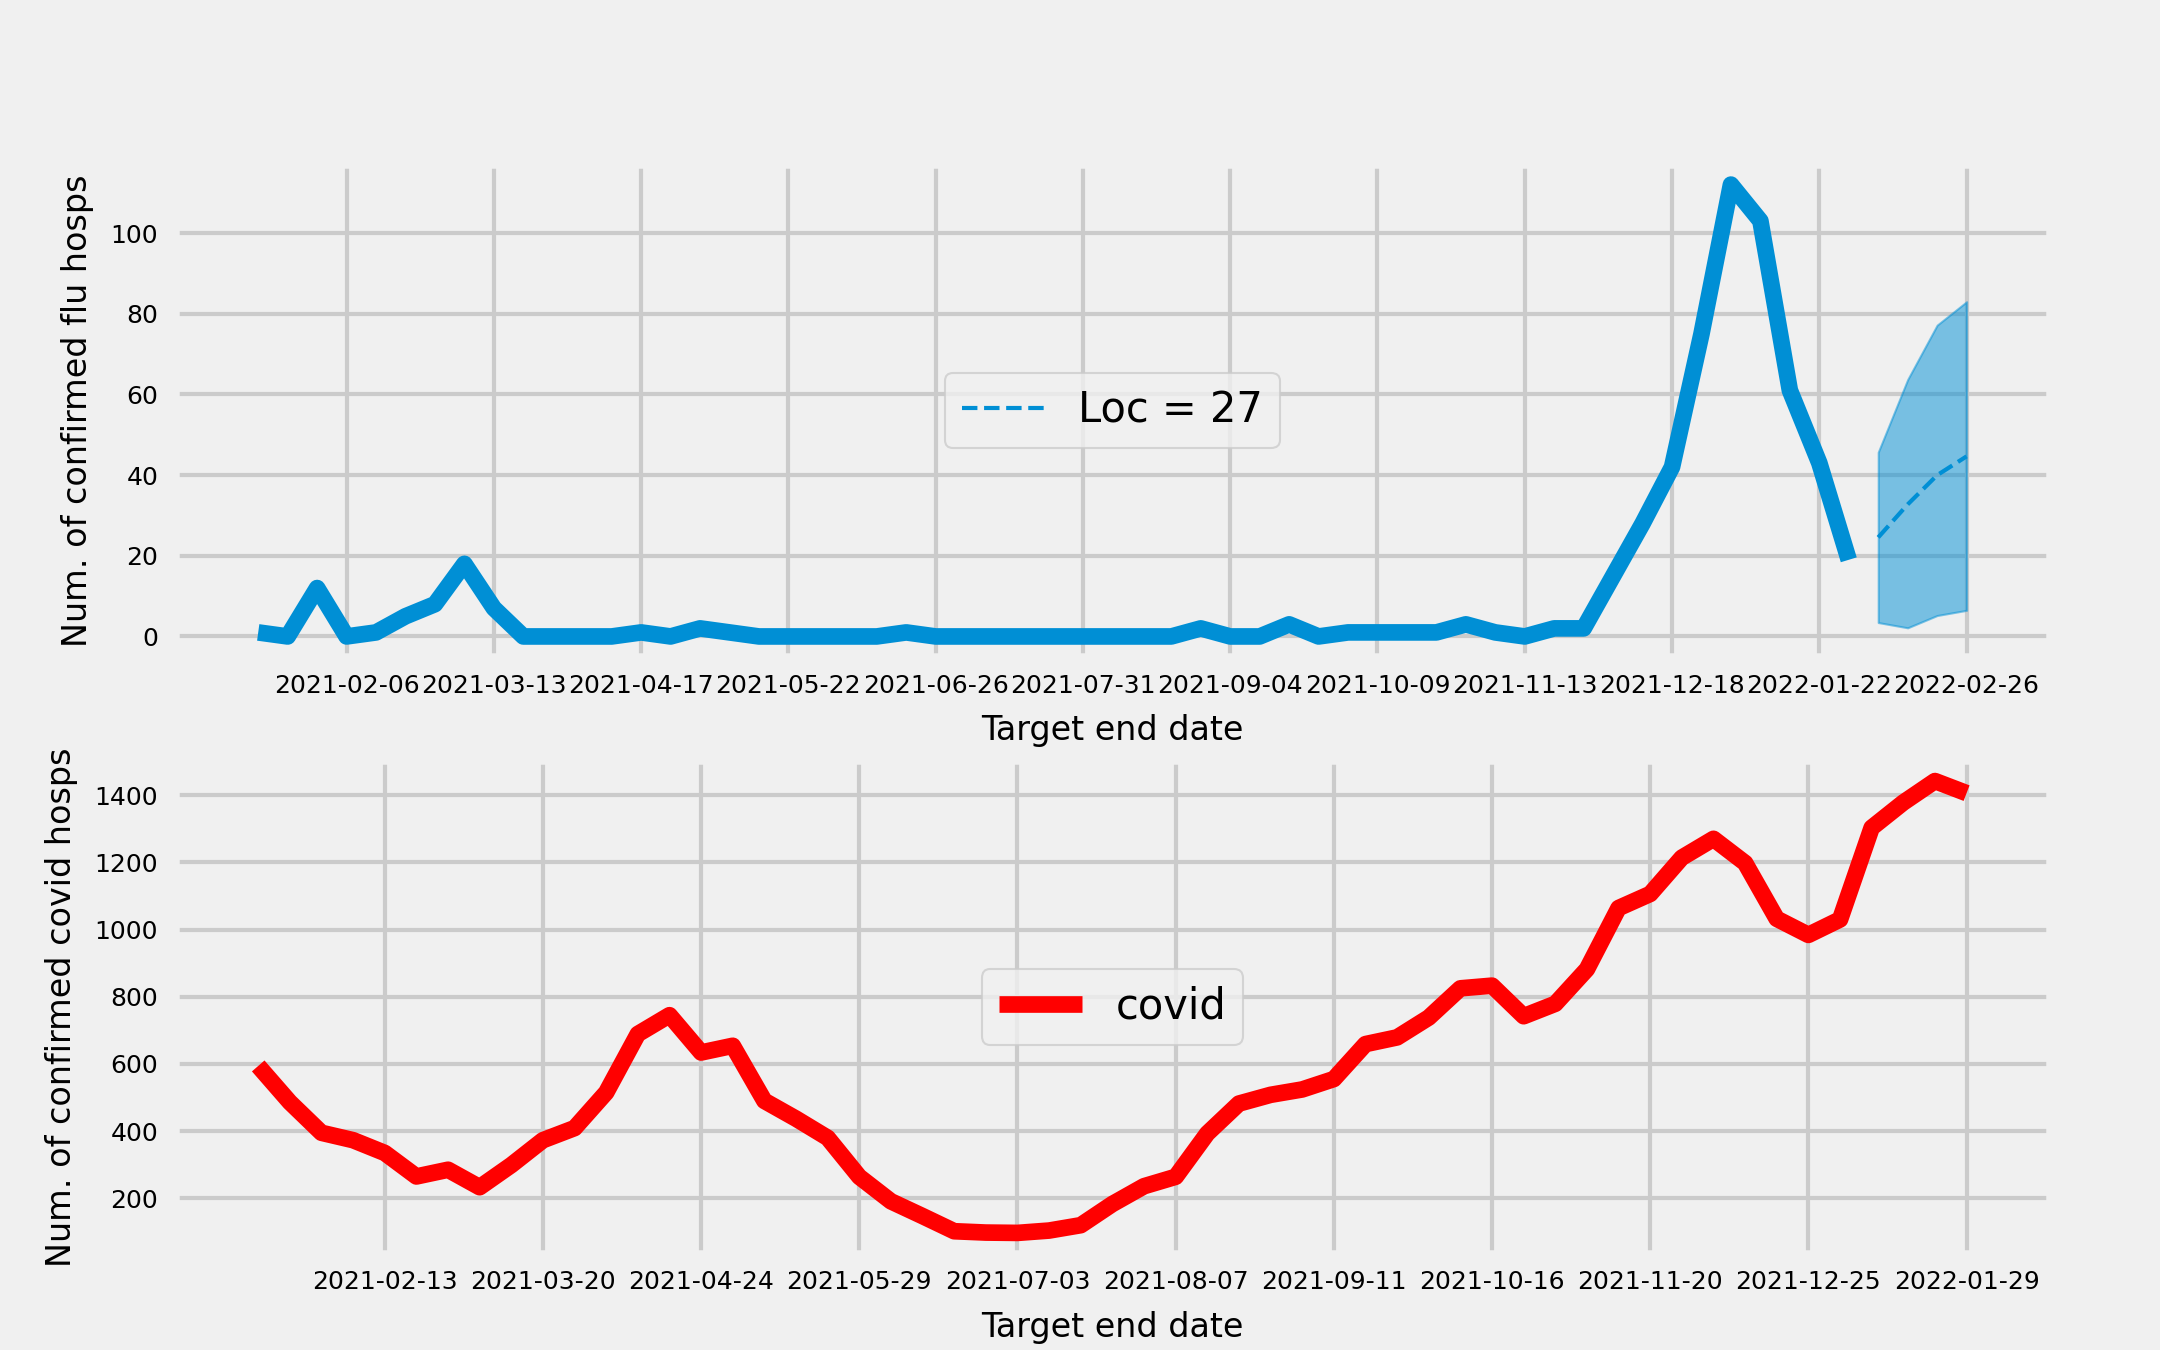 Num. of confirmed flu hosps
100
80
60
40
20
0
Loc = 27
2021-02-06 2021-03-13 2021-04-17 2021-05-22 2021-06-26 2021-07-31 2021-09-04 2021-10-09 2021-11-13 2021-12-18 2022-01-22 2022-02-26
Target end date
Num. of confirmed covid hosps
1400
1200
1000
800
600
400
200
covid
2021-02-13 2021-03-20 2021-04-24 2021-05-29 2021-07-03 2021-08-07 2021-09-11 2021-10-16 2021-11-20 2021-12-25 2022-01-29
Target end date